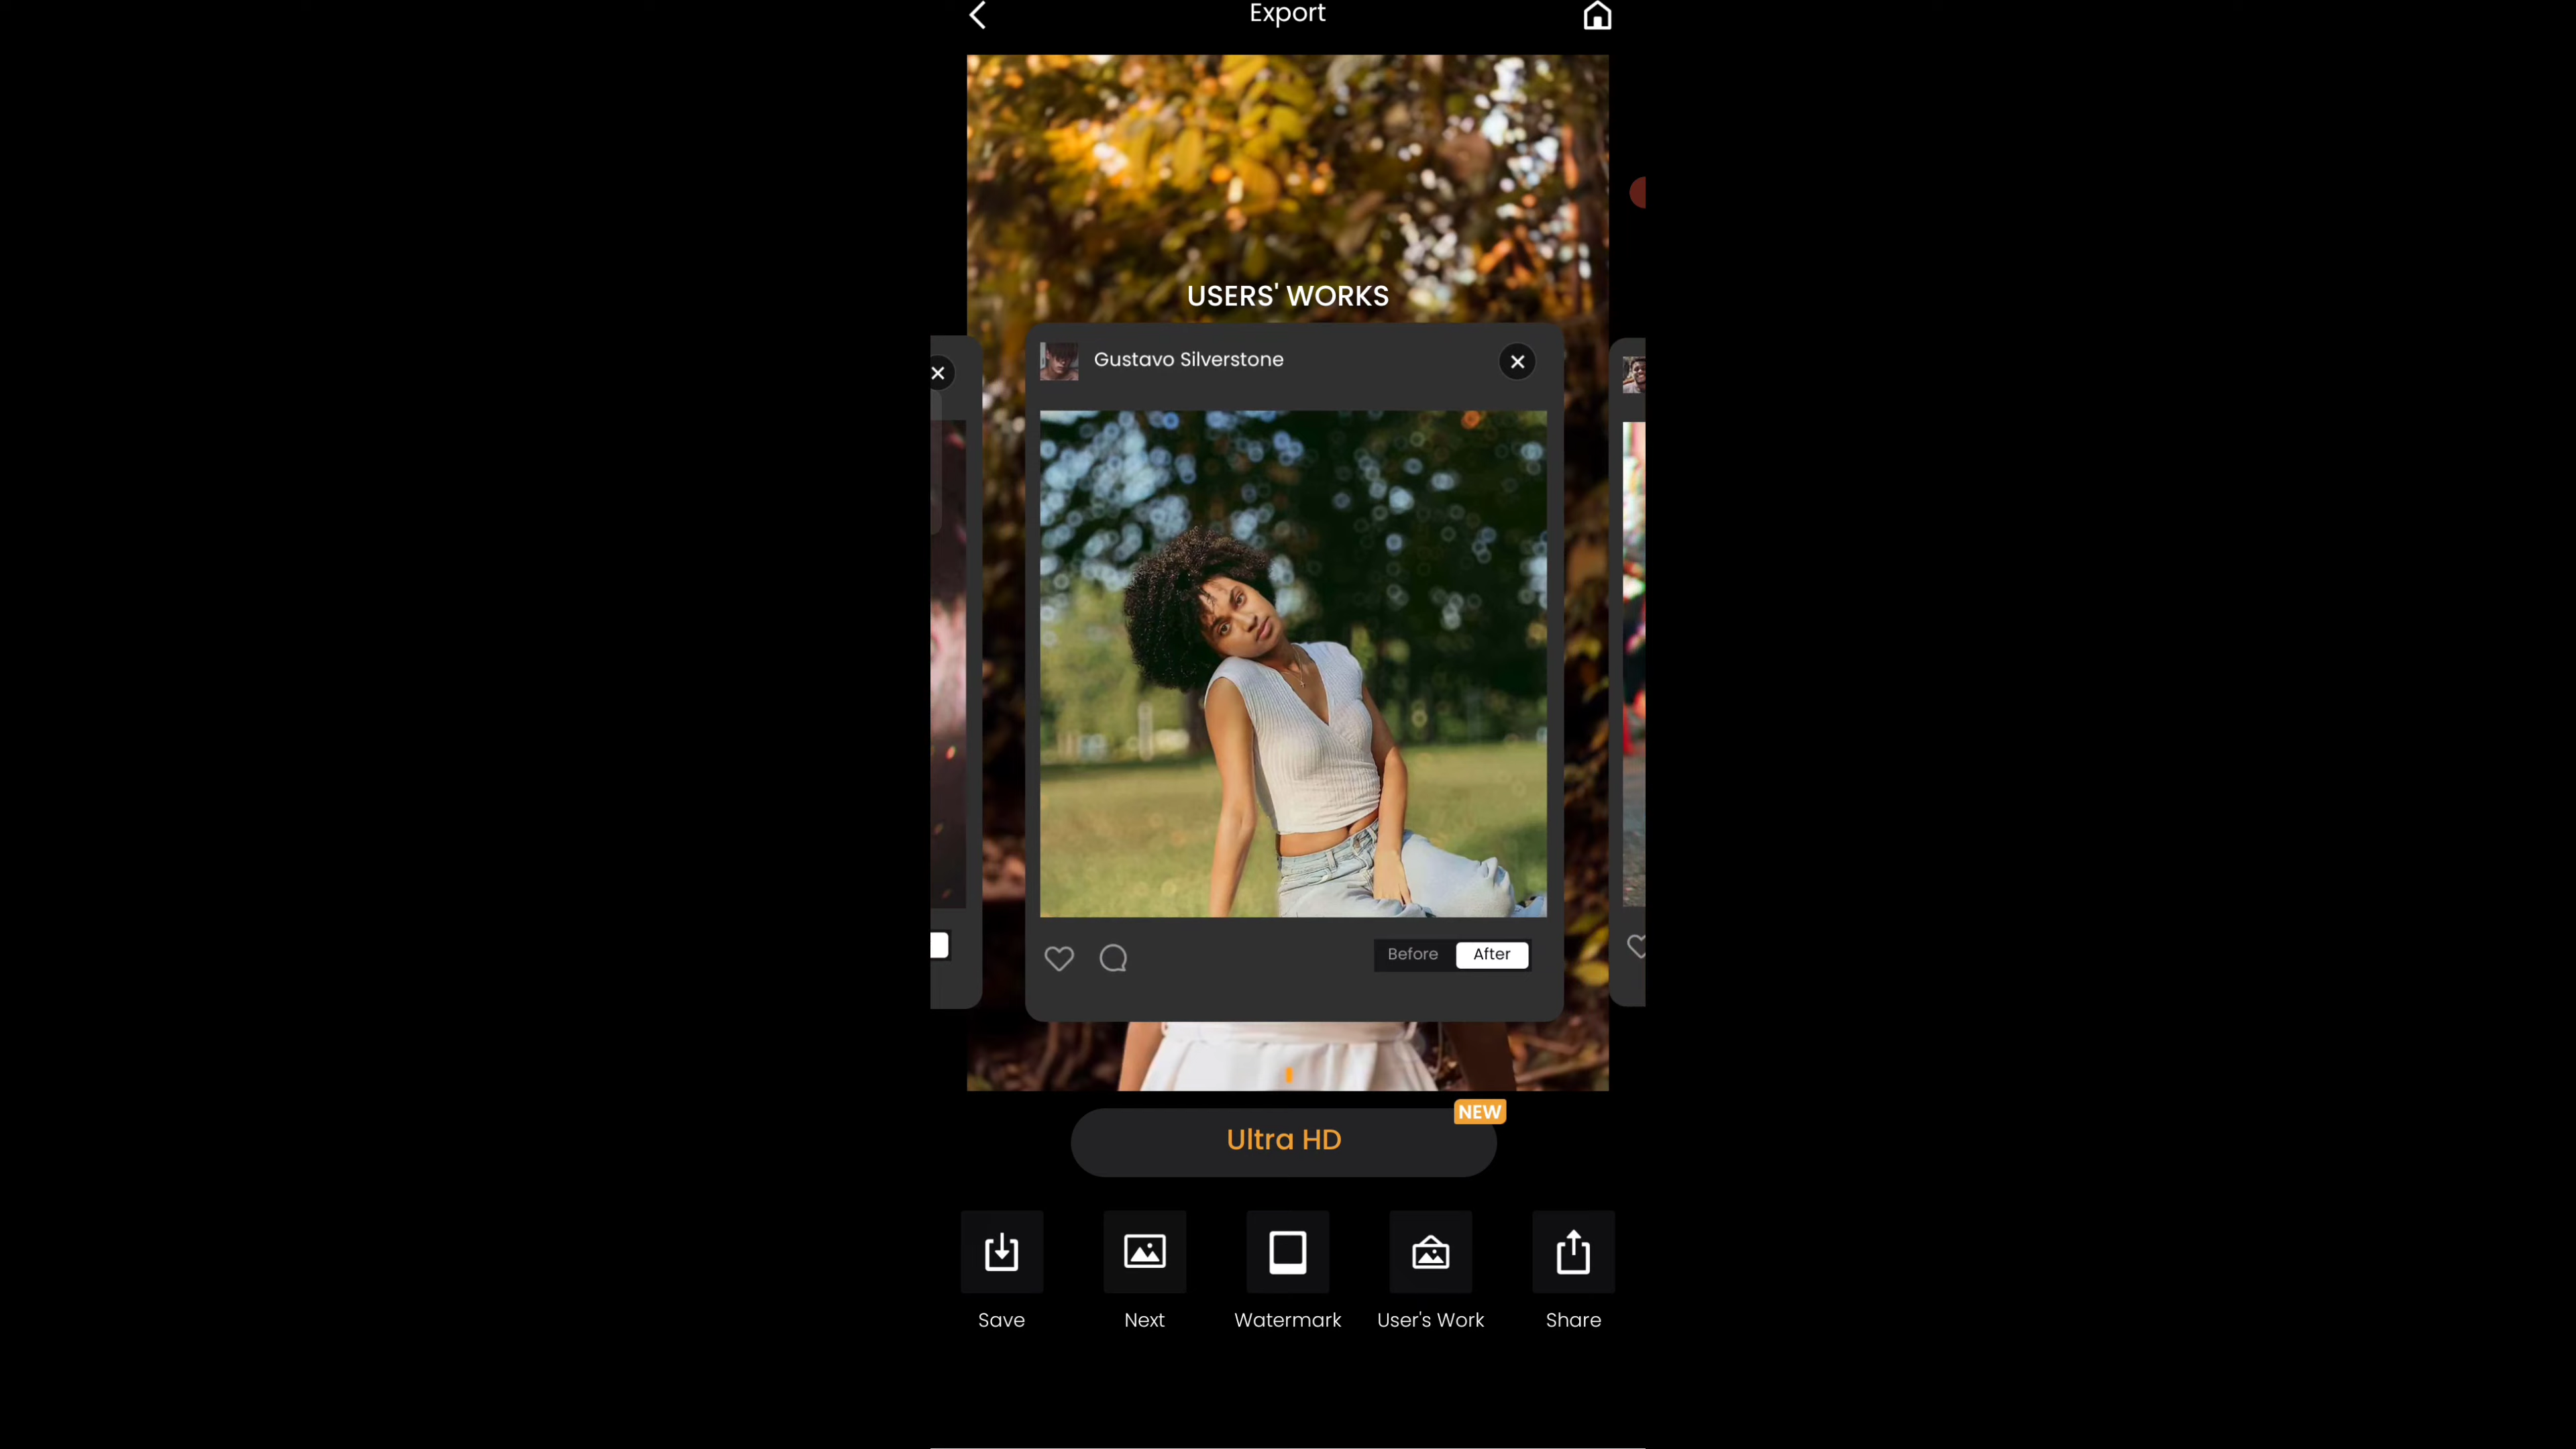 Export
USERS' WORKS
Gustavo Silverstone
Before After
NEW
Ultra HD
Save Next Watermark User's Work Share